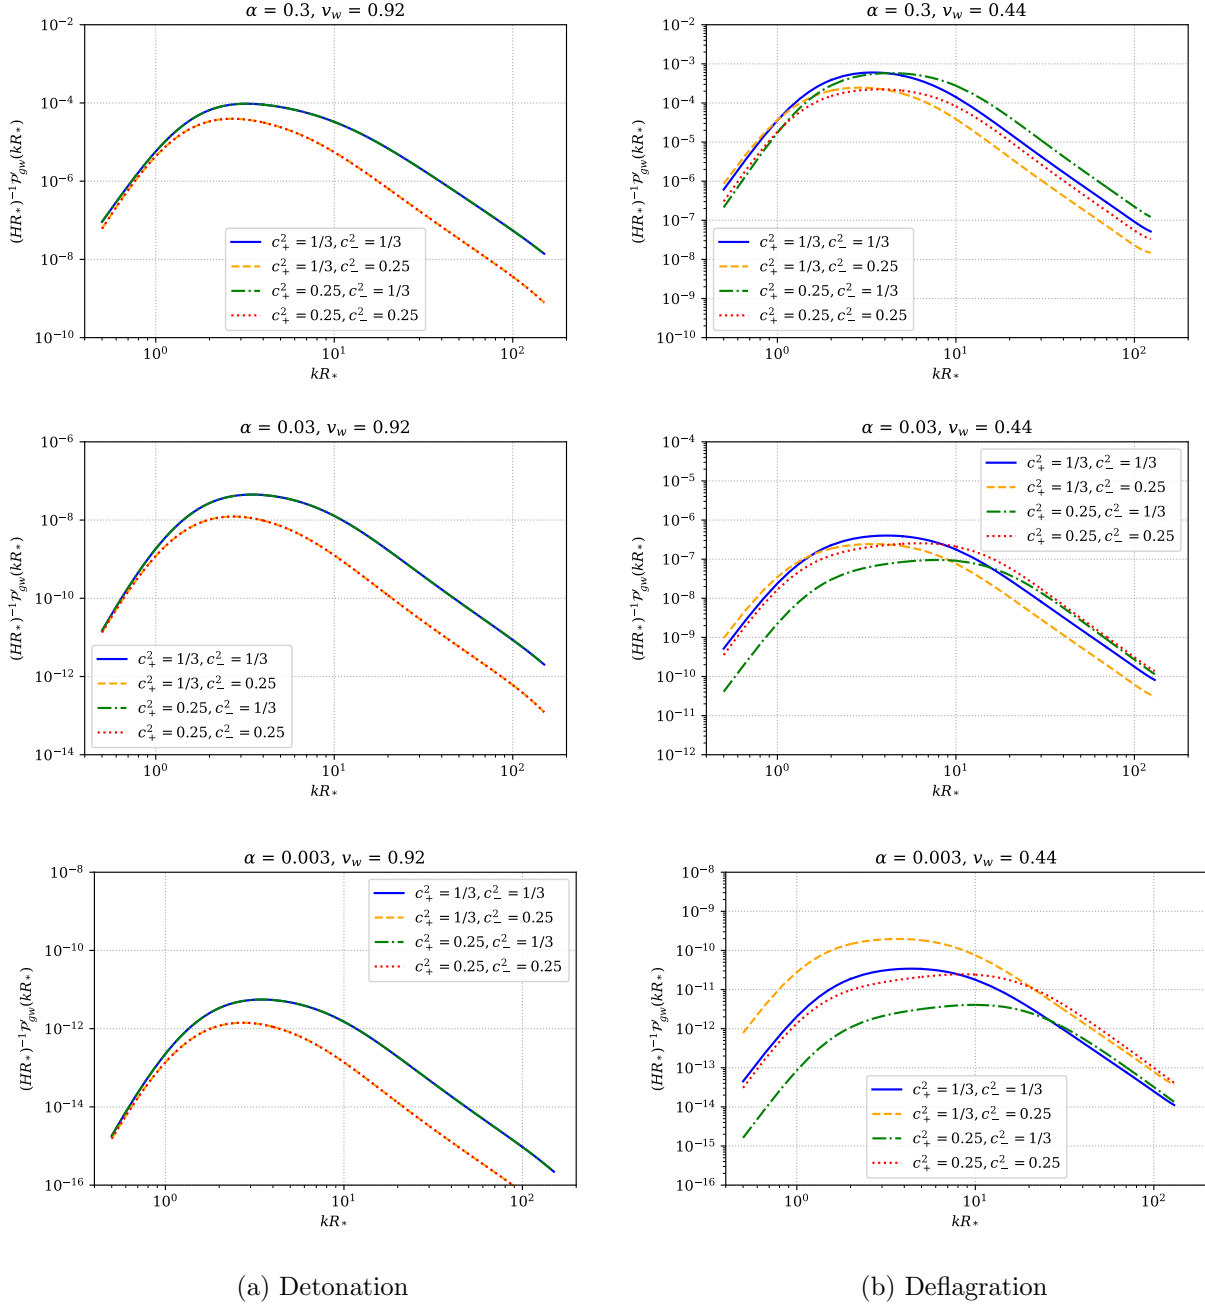 α = 0.3, v_w = 0.92
10^{-2}
10^{-4}
10^{-6}
10^{-8}
10^{-10}
(HR_*)^{-1}𝒫'_{gw}(kR_*)
c_+^2 = 1/3, c_-^2 = 1/3
c_+^2 = 1/3, c_-^2 = 0.25
c_+^2 = 0.25, c_-^2 = 1/3
c_+^2 = 0.25, c_-^2 = 0.25
10^0 10^1 10^2
kR_*
α = 0.3, v_w = 0.44
10^{-2}
10^{-3}
10^{-4}
10^{-5}
10^{-6}
10^{-7}
10^{-8}
10^{-9}
10^{-10}
(HR_*)^{-1}𝒫'_{gw}(kR_*)
c_+^2 = 1/3, c_-^2 = 1/3
c_+^2 = 1/3, c_-^2 = 0.25
c_+^2 = 0.25, c_-^2 = 1/3
c_+^2 = 0.25, c_-^2 = 0.25
10^0 10^1 10^2
kR_*
α = 0.03, v_w = 0.92
10^{-6}
10^{-8}
10^{-10}
10^{-12}
10^{-14}
(HR_*)^{-1}𝒫'_{gw}(kR_*)
c_+^2 = 1/3, c_-^2 = 1/3
c_+^2 = 1/3, c_-^2 = 0.25
c_+^2 = 0.25, c_-^2 = 1/3
c_+^2 = 0.25, c_-^2 = 0.25
10^0 10^1 10^2
kR_*
α = 0.03, v_w = 0.44
10^{-4}
10^{-5}
10^{-6}
10^{-7}
10^{-8}
10^{-9}
10^{-10}
10^{-11}
10^{-12}
(HR_*)^{-1}𝒫'_{gw}(kR_*)
c_+^2 = 1/3, c_-^2 = 1/3
c_+^2 = 1/3, c_-^2 = 0.25
c_+^2 = 0.25, c_-^2 = 1/3
c_+^2 = 0.25, c_-^2 = 0.25
10^0 10^1 10^2
kR_*
α = 0.003, v_w = 0.92
10^{-8}
10^{-10}
10^{-12}
10^{-14}
10^{-16}
(HR_*)^{-1}𝒫'_{gw}(kR_*)
c_+^2 = 1/3, c_-^2 = 1/3
c_+^2 = 1/3, c_-^2 = 0.25
c_+^2 = 0.25, c_-^2 = 1/3
c_+^2 = 0.25, c_-^2 = 0.25
10^0 10^1 10^2
kR_*
α = 0.003, v_w = 0.44
10^{-8}
10^{-9}
10^{-10}
10^{-11}
10^{-12}
10^{-13}
10^{-14}
10^{-15}
10^{-16}
(HR_*)^{-1}𝒫'_{gw}(kR_*)
c_+^2 = 1/3, c_-^2 = 1/3
c_+^2 = 1/3, c_-^2 = 0.25
c_+^2 = 0.25, c_-^2 = 1/3
c_+^2 = 0.25, c_-^2 = 0.25
10^0 10^1 10^2
kR_*
(a) Detonation
(b) Deflagration